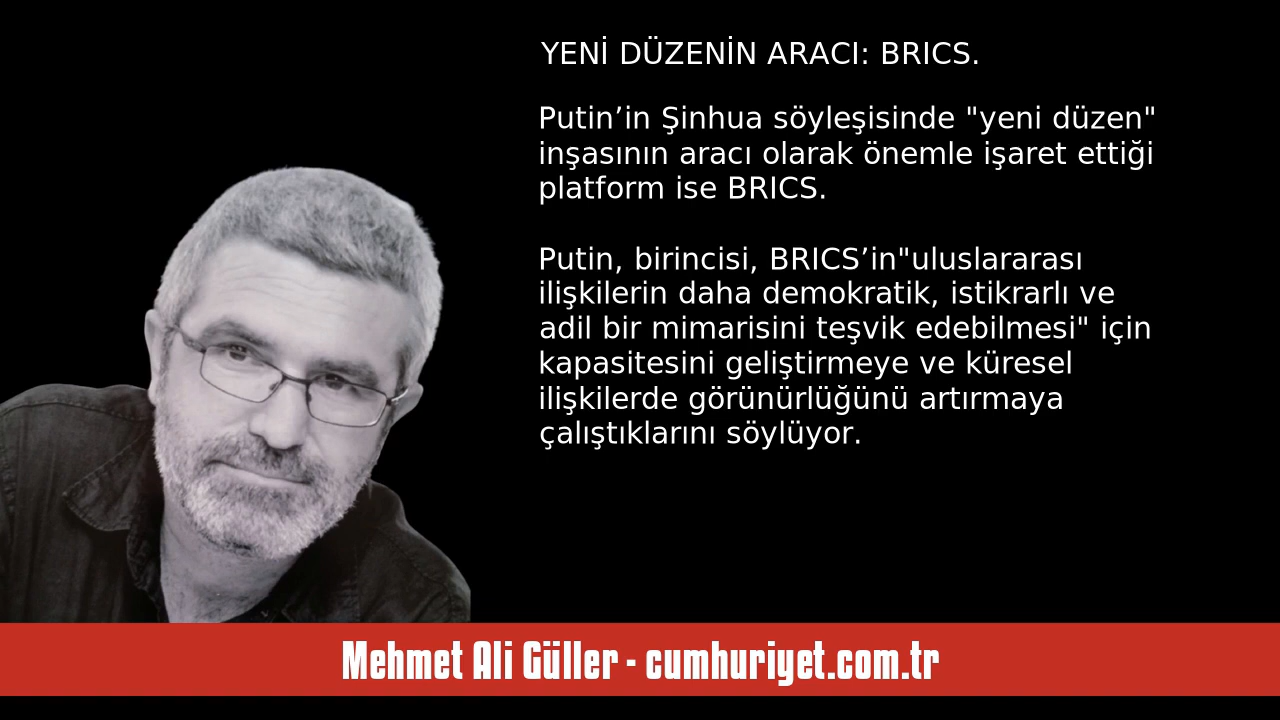 YENİ DÜZENİN ARACI: BRICS.
Putin’in Şinhua söyleşisinde "yeni düzen"
inşasının aracı olarak önemle işaret ettiği
platform ise BRICS.
Putin, birincisi, BRICS’in"uluslararası
ilişkilerin daha demokratik, istikrarlı ve
adil bir mimarisini teşvik edebilmesi" için
kapasitesini geliştirmeye ve küresel
ilişkilerde görünürlüğünü artırmaya
çalıştıklarını söylüyor.
Mehmet Ali Güller - cumhuriyet.com.tr